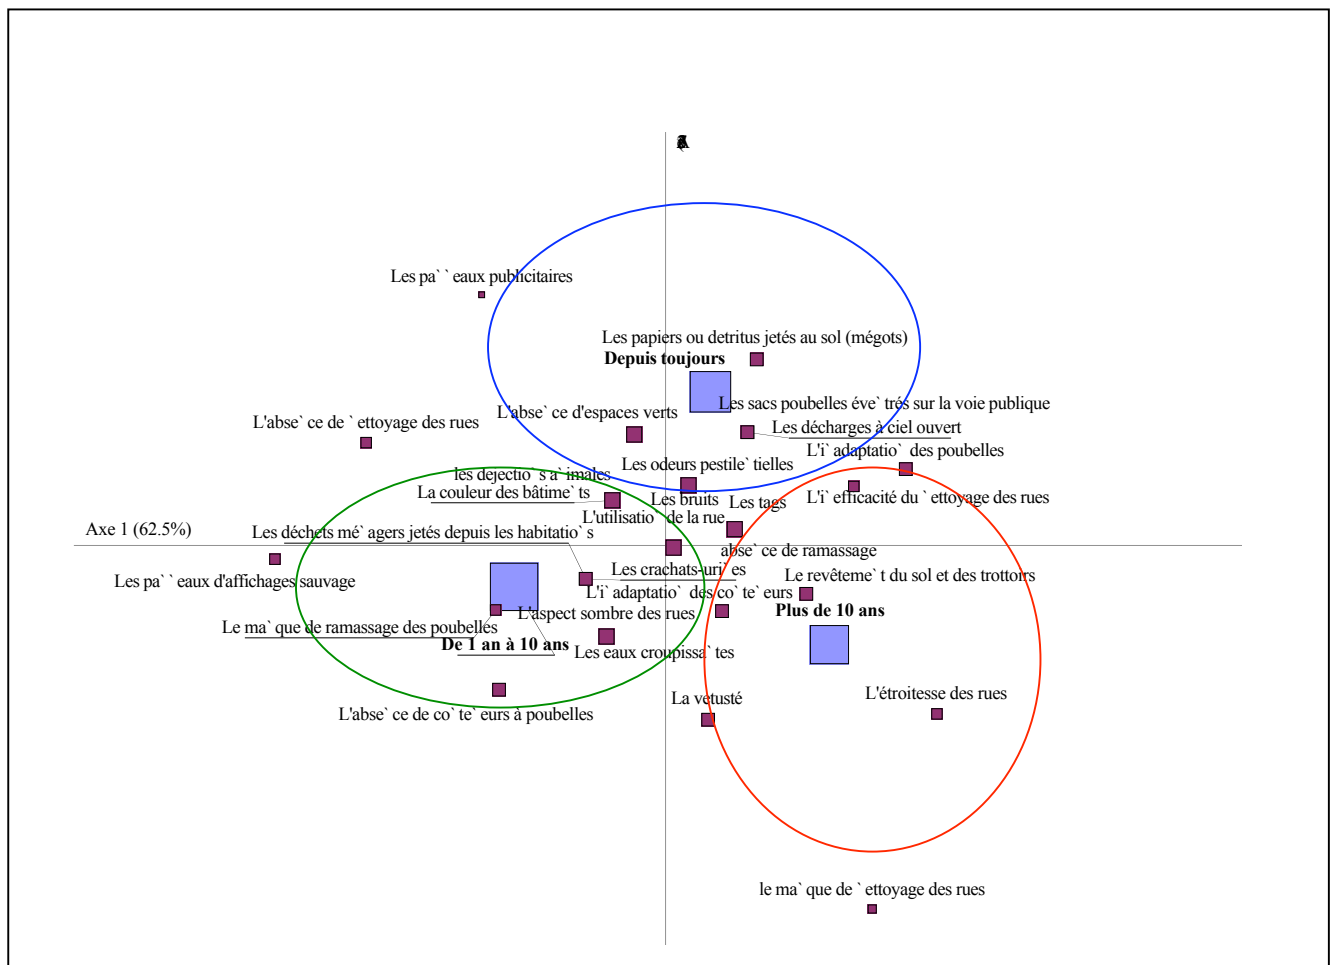 Les pa` ` eaux publicitaires
Les papiers ou detritus jetés au sol (mégots)
Depuis toujours
Les sacs poubelles éve` trés sur la voie publique
L'abse` ce d'espaces verts
L'abse` ce de ` ettoyage des rues
Les décharges à ciel ouvert
L'i` adaptatio` des poubelles
Les odeurs pestile` tielles
les dejectio` s a` imales
La couleur des bâtime` ts
Les bruits
Les tags
L'i` efficacité du ` ettoyage des rues
L'utilisatio` de la rue
Axe 1 (62.5%)
Les déchets mé` agers jetés depuis les habitatio` s
abse` ce de ramassage
Les crachats-uri` es
Les pa` ` eaux d'affichages sauvage
Le revêteme` t du sol et des trottoirs
L'i` adaptatio` des co` te` eurs
Plus de 10 ans
L'aspect sombre des rues
Le ma` que de ramassage des poubelles
De 1 an à 10 ans
Les eaux croupissa` tes
La vetusté
L'étroitesse des rues
L'abse` ce de co` te` eurs à poubelles
le ma` que de ` ettoyage des rues